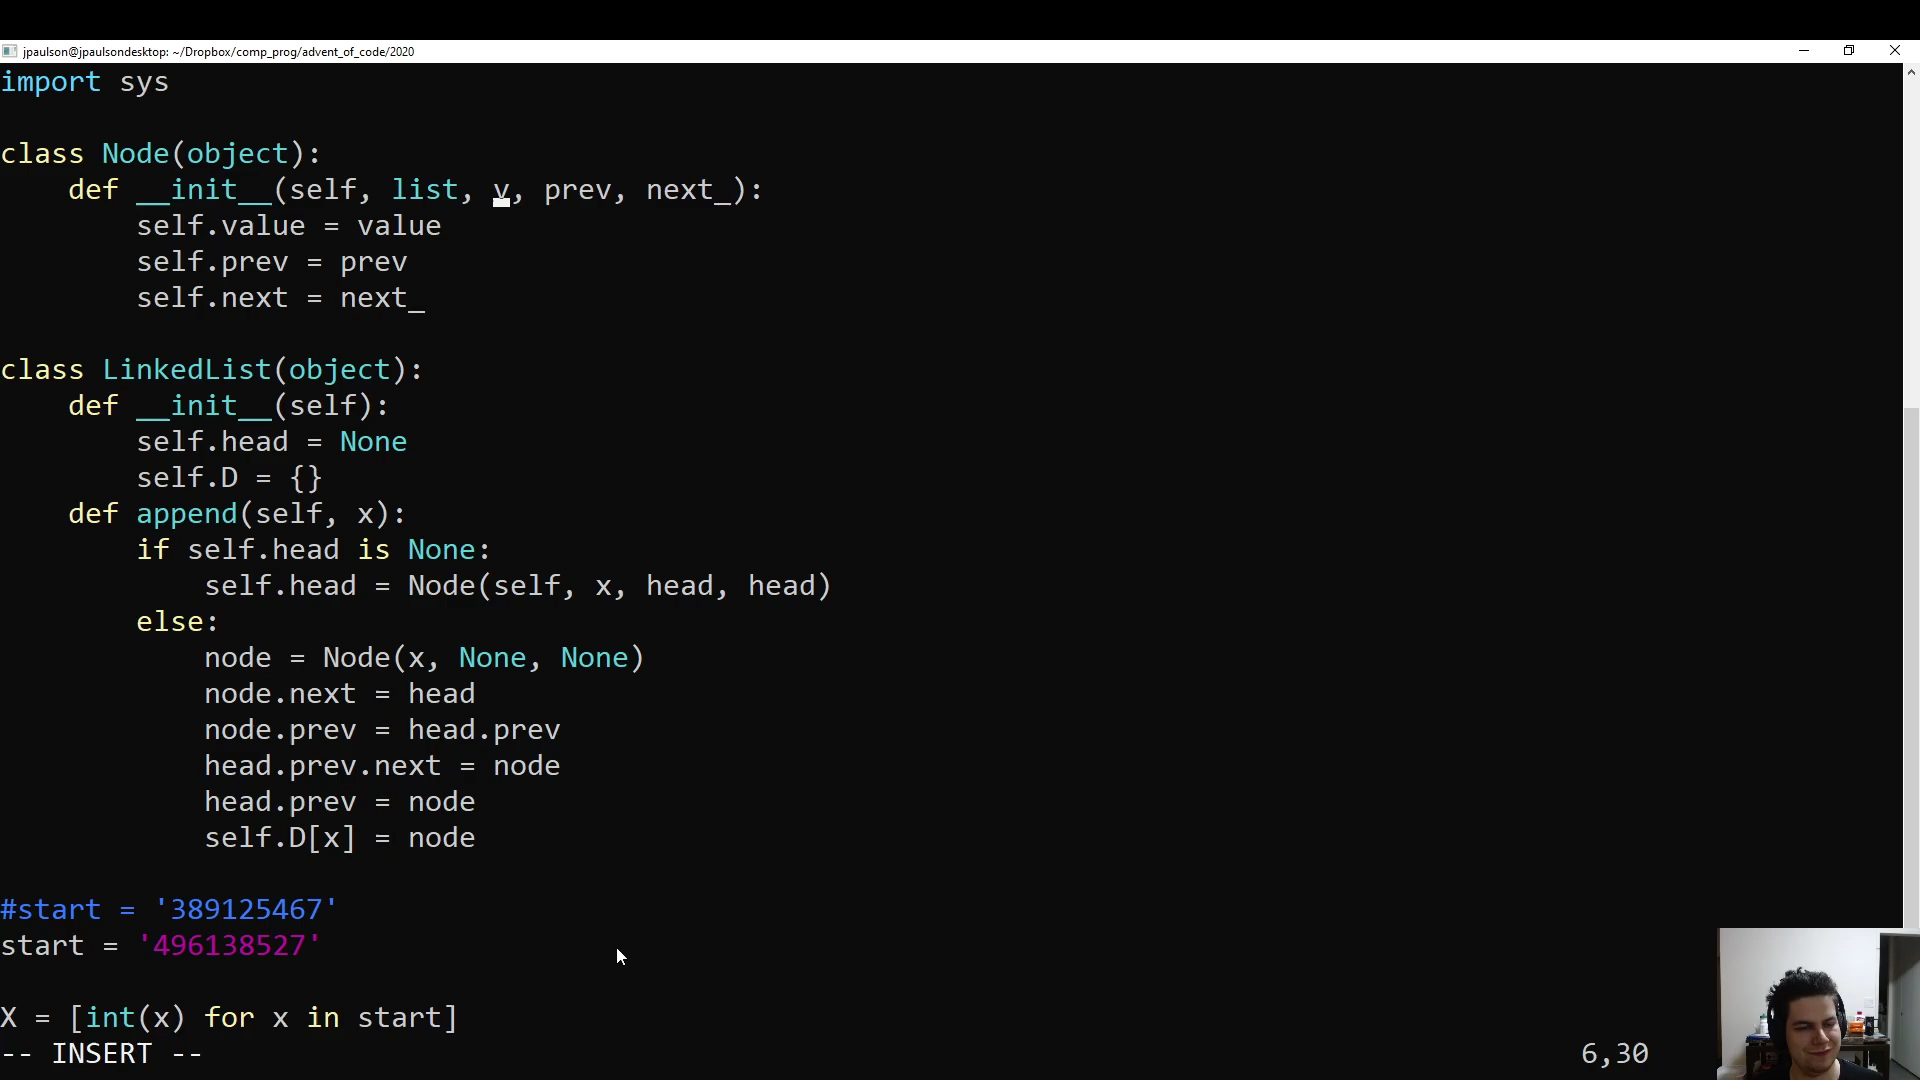 jpaulson@jpaulsondesktop: ~/Dropbox/comp_prog/advent_of_code/2020
import sys
class Node(object):
    def __init__(self, list, v, prev, next_):
        self.value = value
        self.prev = prev
        self.next = next_
class LinkedList(object):
    def __init__(self):
        self.head = None
        self.D = {}
    def append(self, x):
        if self.head is None:
            self.head = Node(self, x, head, head)
        else:
            node = Node(x, None, None)
            node.next = head
            node.prev = head.prev
            head.prev.next = node
            head.prev = node
            self.D[x] = node
#start = '389125467'
start = '496138527'
X = [int(x) for x in start]
-- INSERT -- 6,30